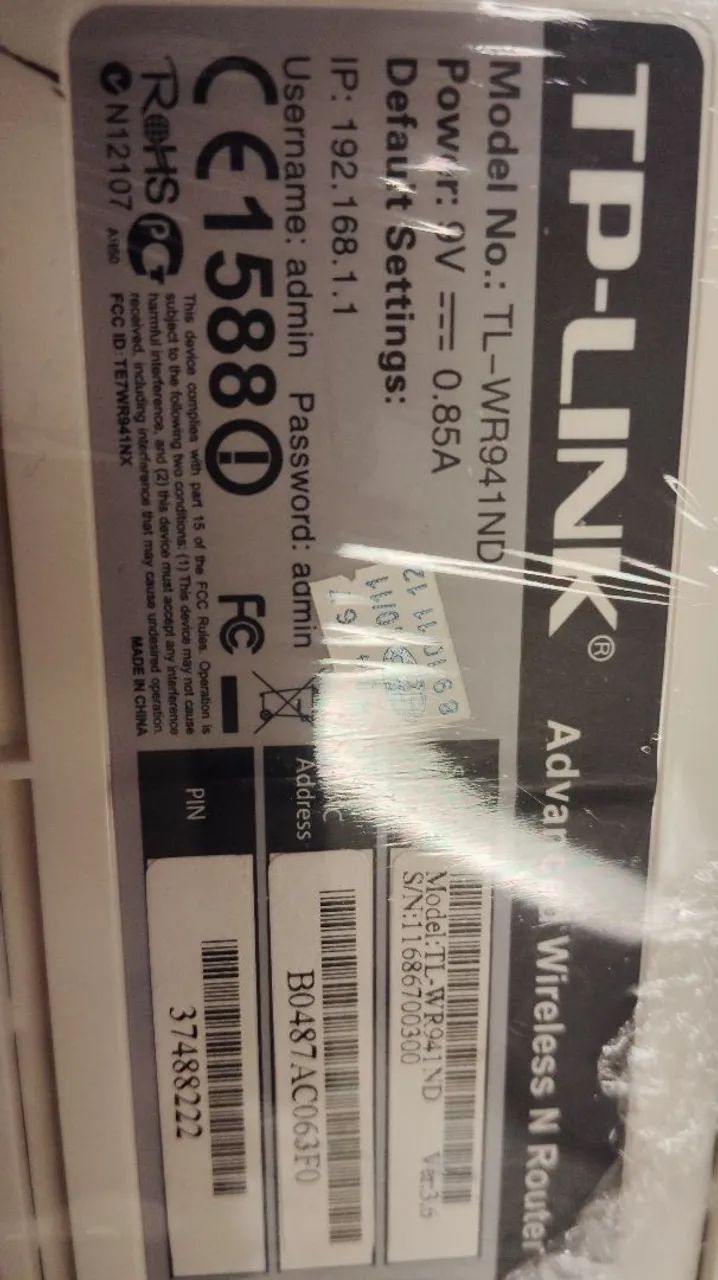 TP-LINK®
Advanced Wireless N Router
Model No.: TL-WR941ND
Power: 9V 0.85A
Default Settings:
IP: 192.168.1.1
Username: admin Password: admin
CE1588
FC
RoHS
N12107
This device complies with part 15 of the FCC Rules. Operation is
subject to the following two conditions: (1) This device may not cause
harmful interference, and (2) this device must accept any interference
received, including interference that may cause undesired operation.
FCC ID: TE7WR941NX
MADE IN CHINA
Model:TL-WR941ND Ver:3.6
S/N:11686700300
Address
B0487AC063F0
PIN
37488222